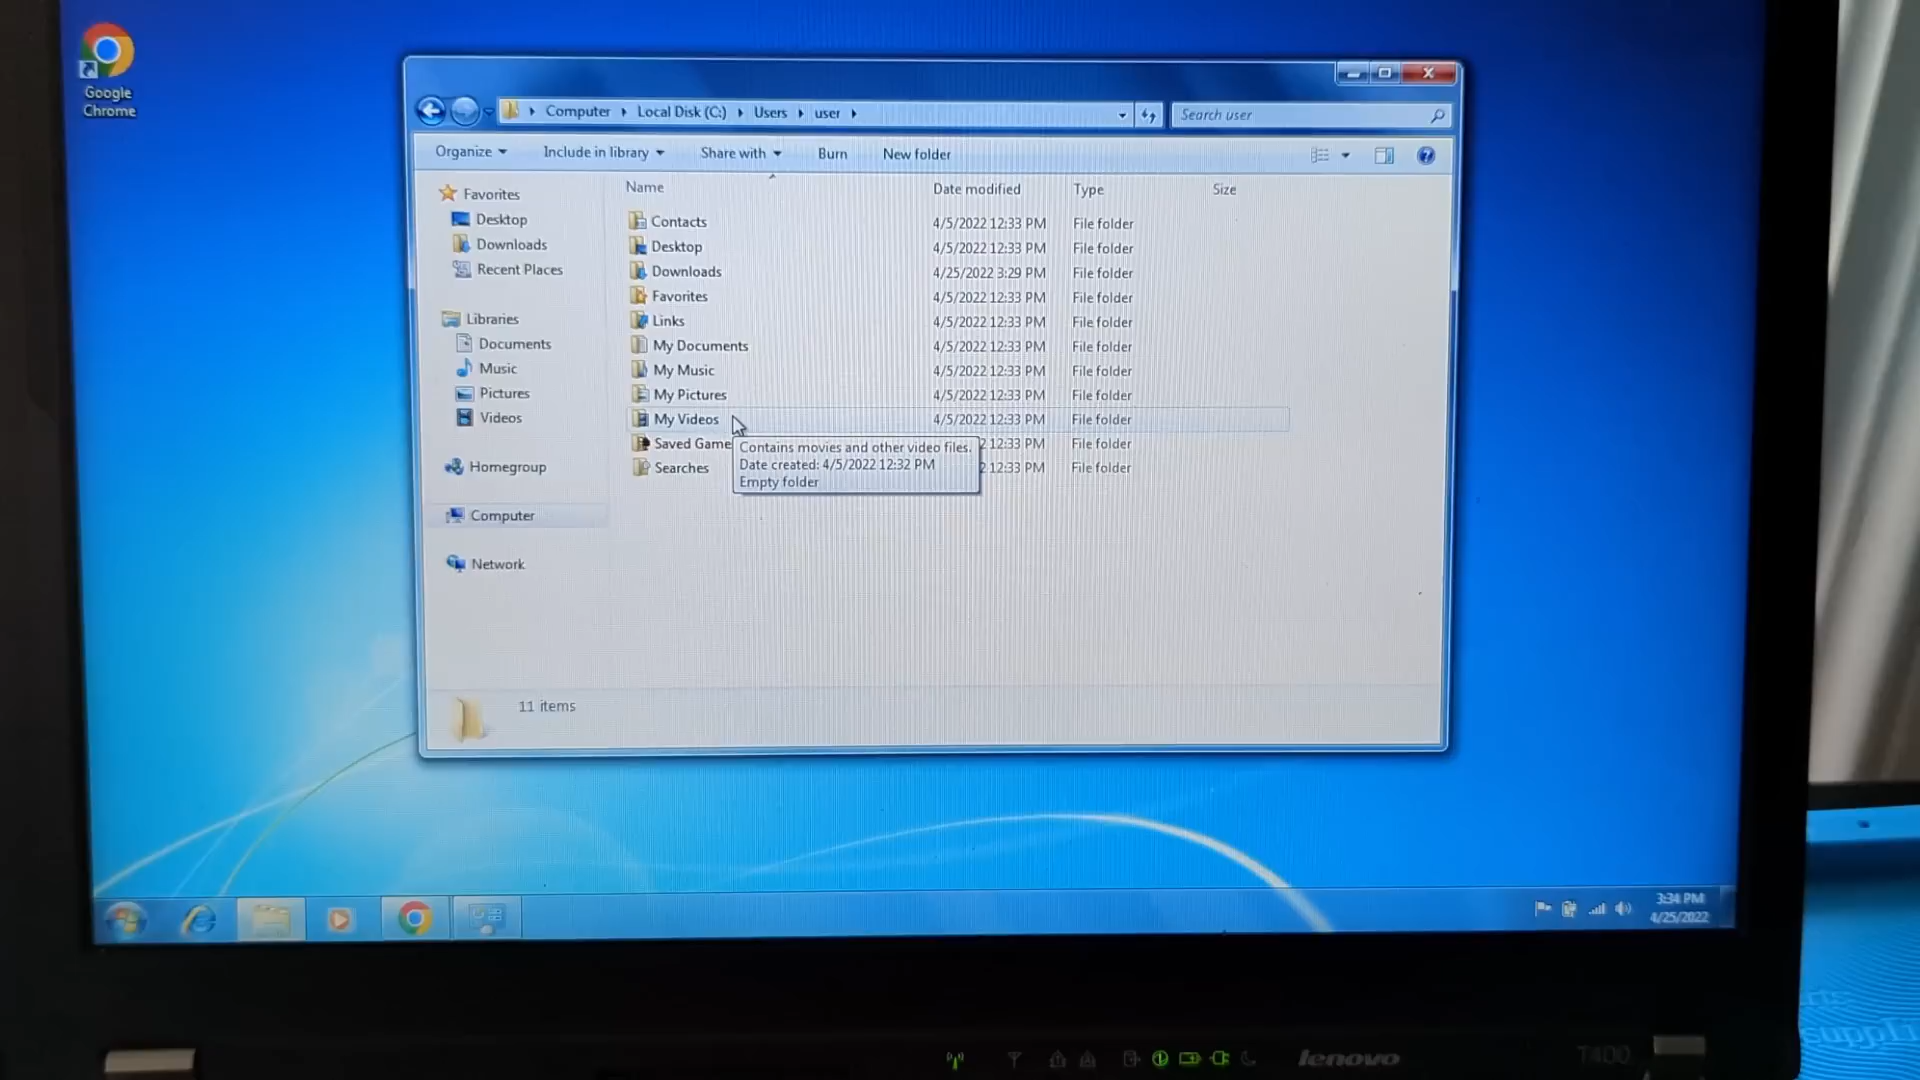 Google
Chrome
Computer Local Disk (C:) Users user
Search user
Organize Include in library Share with Burn New folder
Name Date modified Type Size
Favorites
Desktop
Downloads
Recent Places
Libraries
Documents
Music
Pictures
Videos
Homegroup
Computer
Network
Contacts 4/5/2022 12:33 PM File folder
Desktop 4/5/2022 12:33 PM File folder
Downloads 4/25/2022 3:29 PM File folder
Favorites 4/5/2022 12:33 PM File folder
Links 4/5/2022 12:33 PM File folder
My Documents 4/5/2022 12:33 PM File folder
My Music 4/5/2022 12:33 PM File folder
My Pictures 4/5/2022 12:33 PM File folder
My Videos 4/5/2022 12:33 PM File folder
Saved Game 2 12:33 PM File folder
Searches 2 12:33 PM File folder
Contains movies and other video files.
Date created: 4/5/2022 12:32 PM
Empty folder
11 items
3:34 PM
4/25/2022
lenovo
T400